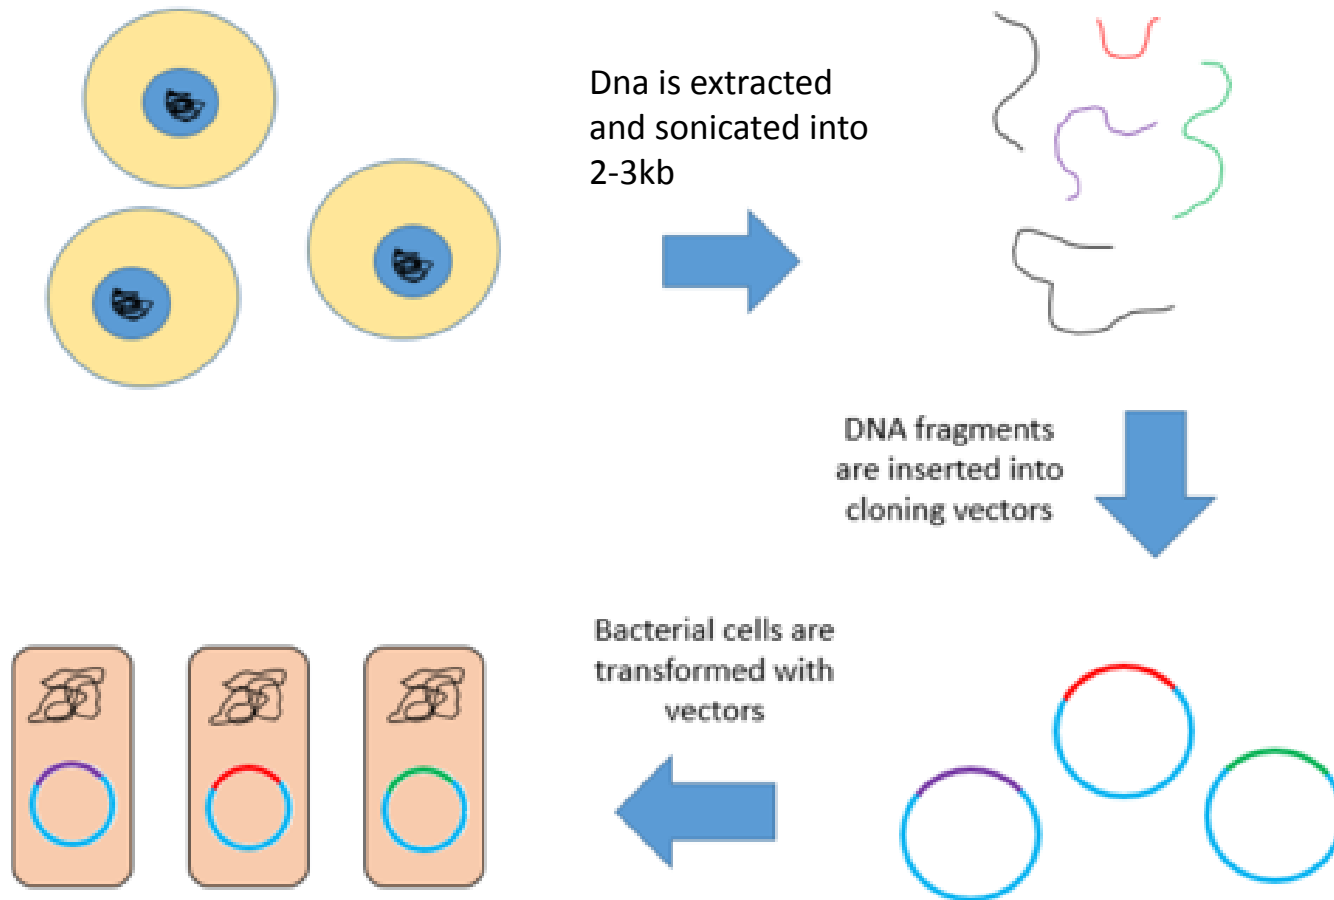 Dna is extracted
and sonicated into
2-3kb
DNA fragments
are inserted into
cloning vectors
Bacterial cells are
transformed with
vectors